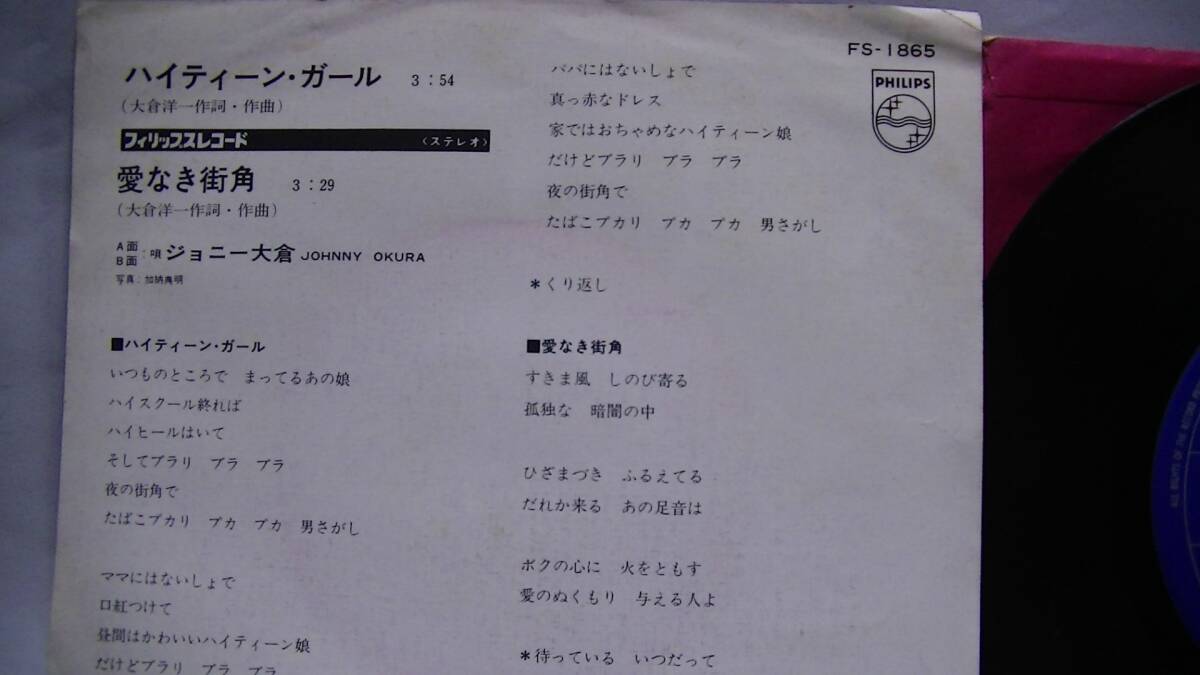 ハイティーン・ガール 3:54
(大倉洋一作詞・作曲)
フィリップスレコード 〈ステレオ〉
愛なき街角 3:29
(大倉洋一作詞・作曲)
A面
B面 :唄 ジョニー大倉 JOHNNY OKURA
写真:加納典明
■ハイティーン・ガール
いつものところで まってるあの娘
ハイスクール終れば
ハイヒールはいて
そしてブラリ ブラ ブラ
夜の街角で
たばこプカリ プカ プカ 男さがし
ママにはないしょで
口紅つけて
昼間はかわいいハイティーン娘
だけどブラリ ブラ ブラ
FS-1865
PHILIPS
パパにはないしょで
真っ赤なドレス
家ではおちゃめなハイティーン娘
だけどブラリ ブラ ブラ
夜の街角で
たばこプカリ プカ プカ 男さがし
*くり返し
■愛なき街角
すきま風 しのび寄る
孤独な 暗闇の中
ひざまづき ふるえてる
だれか来る あの足音は
ボクの心に 火をともす
愛のぬくもり 与える人よ
*待っている いつだって
ALL RIGHTS OF THE RECORD